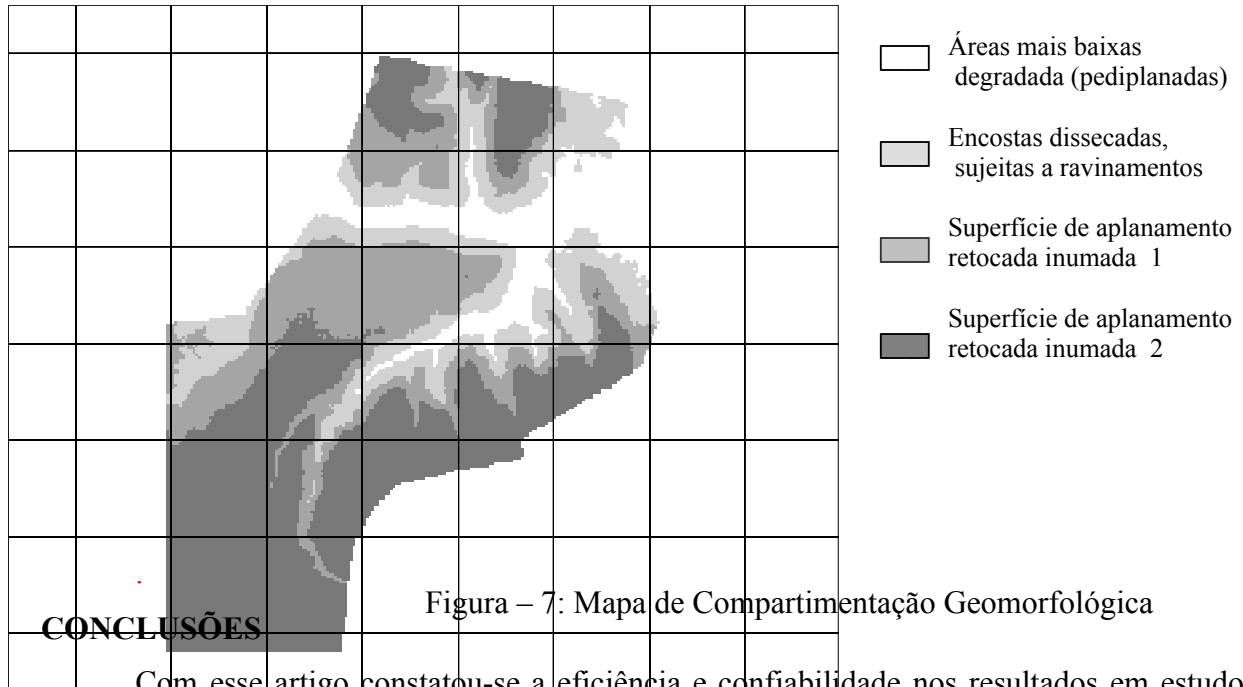 Áreas mais baixas
degradada (pediplanadas)
Encostas dissecadas,
sujeitas a ravinamentos
Superfície de aplanamento
retocada inumada 1
Superfície de aplanamento
retocada inumada 2
Figura – 7: Mapa de Compartimentação Geomorfológica
CONCLUSÕES
Com esse artigo constatou-se a eficiência e confiabilidade nos resultados em estudo